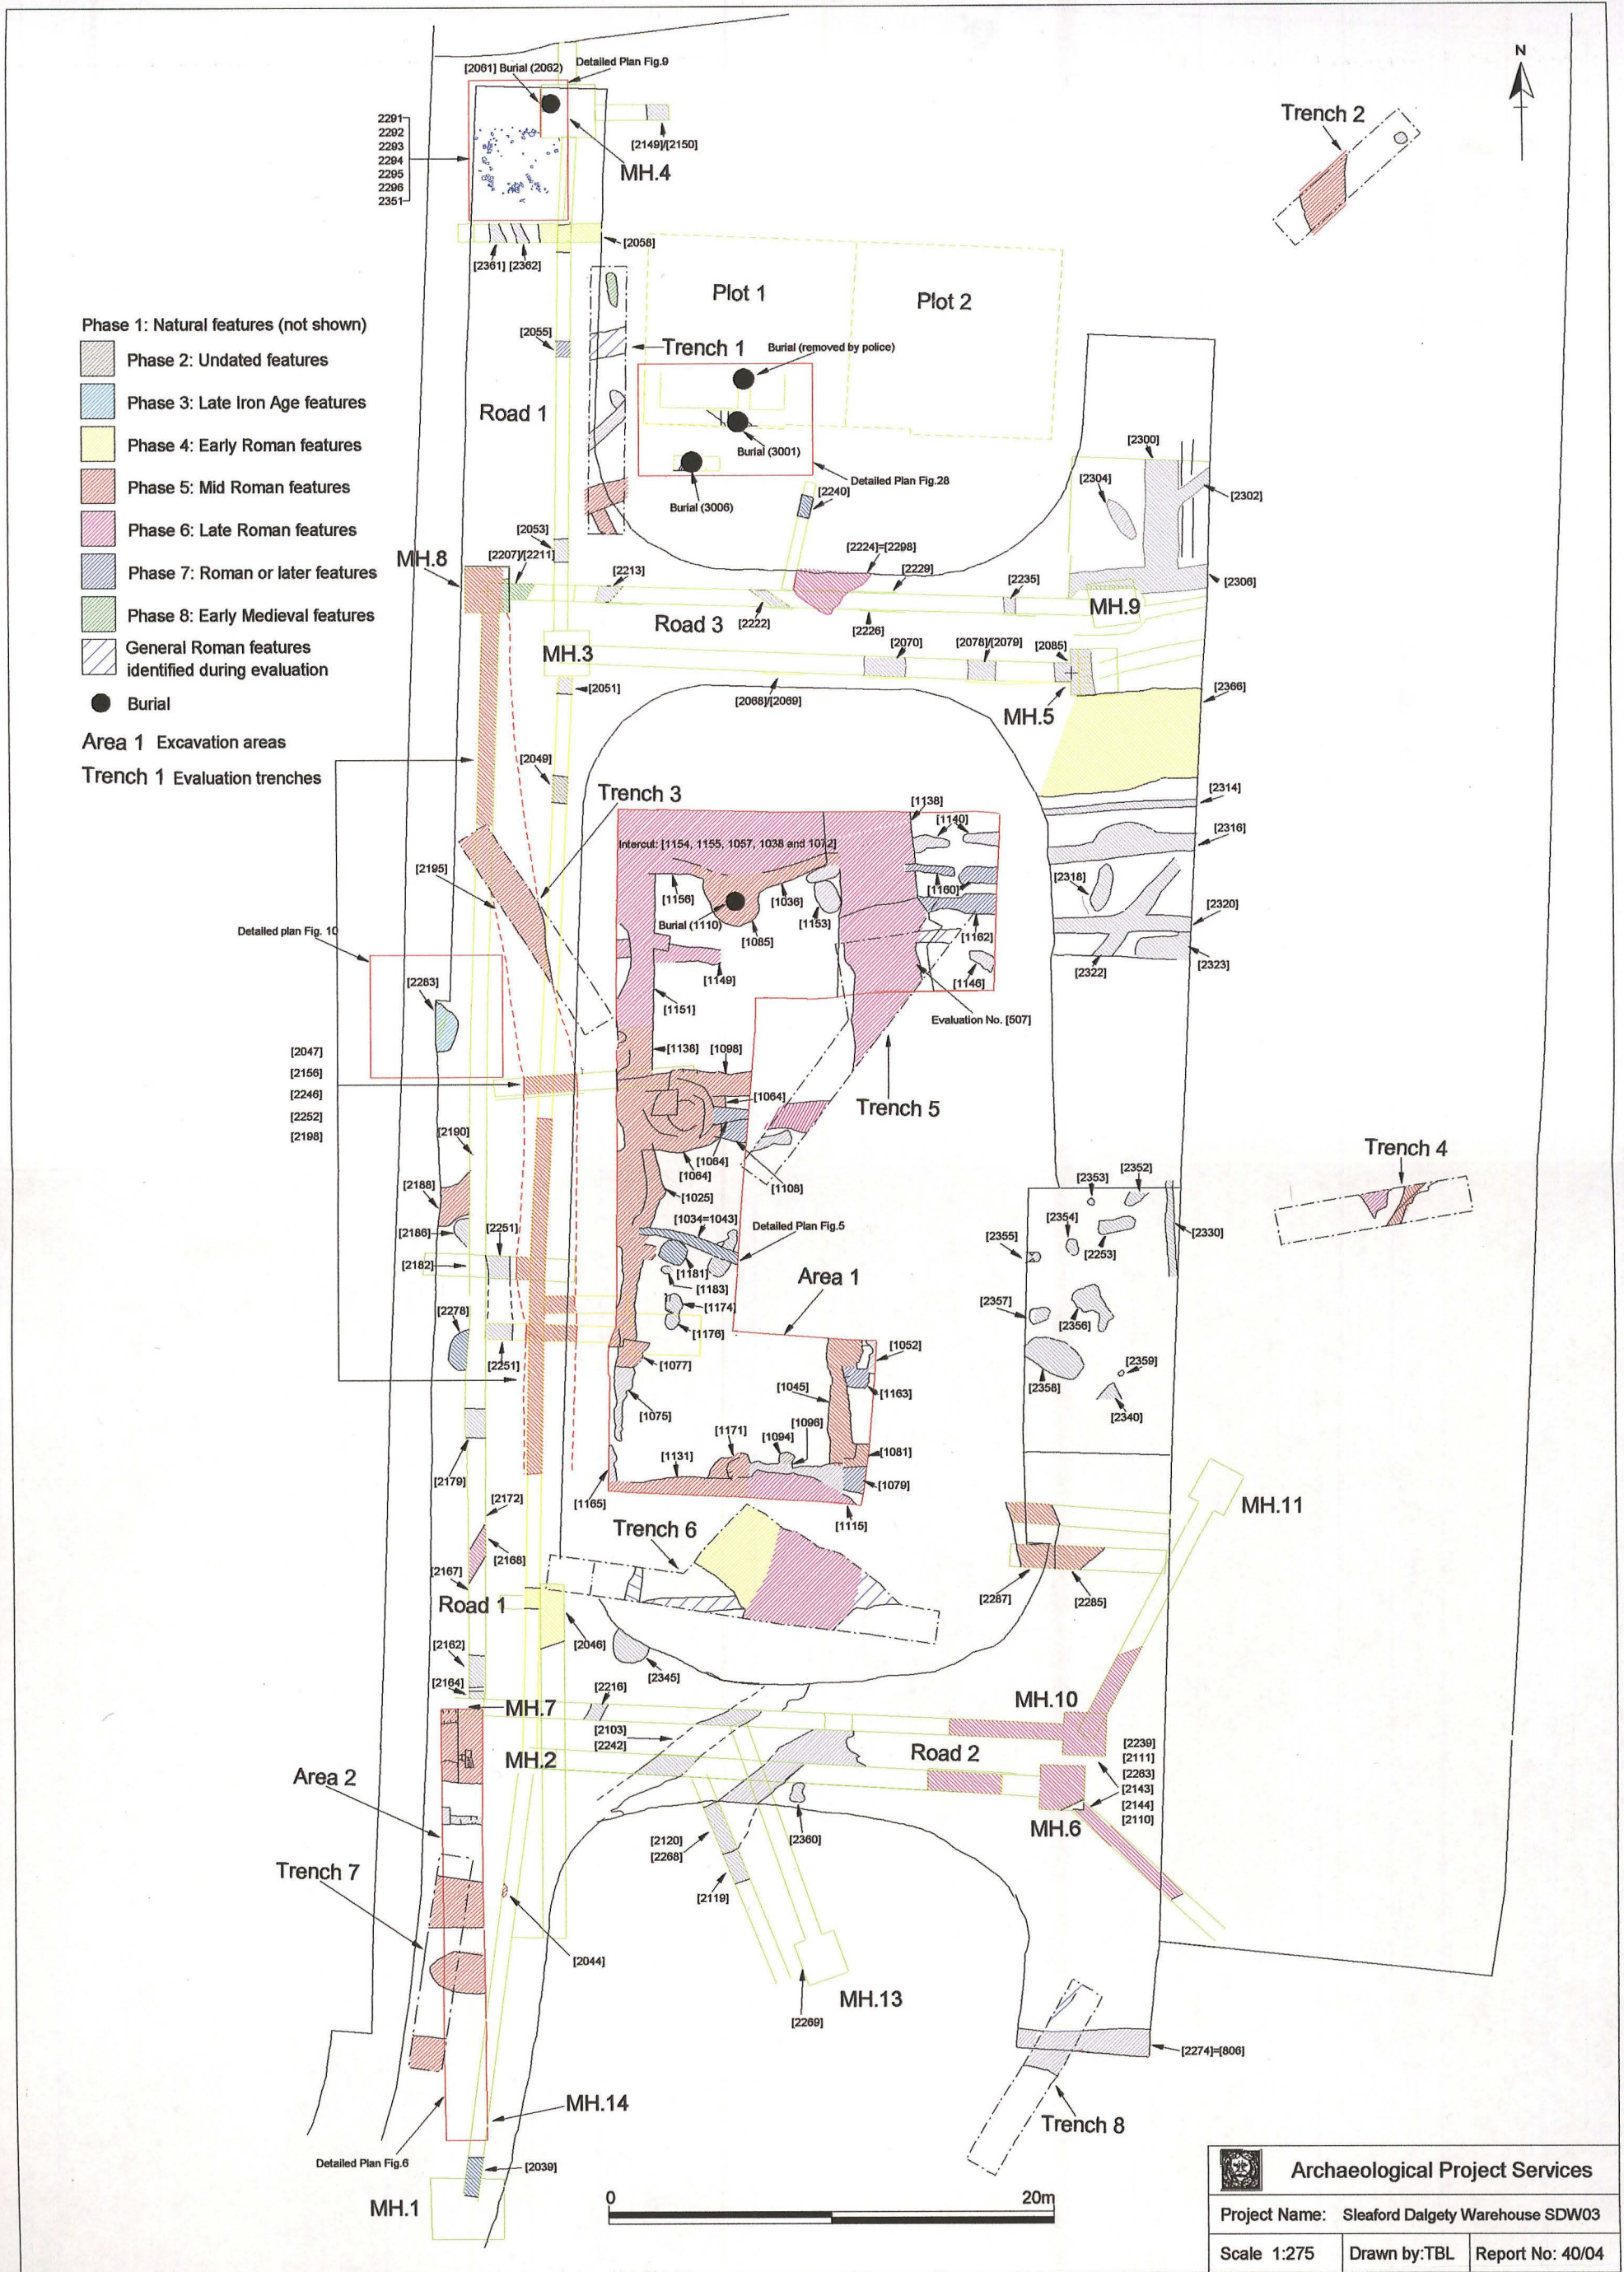 N
[2061] Burial (2062)
Detailed Plan Fig.9
2291
2292
2293
2294
2295
2296
2351
[2149]/[2150]
MH.4
Trench 2
[2058]
[2361] [2362]
Plot 1
Plot 2
Phase 1: Natural features (not shown)
Phase 2: Undated features
Phase 3: Late Iron Age features
Phase 4: Early Roman features
Phase 5: Mid Roman features
Phase 6: Late Roman features
Phase 7: Roman or later features
Phase 8: Early Medieval features
General Roman features
identified during evaluation
Burial
Area 1 Excavation areas
Trench 1 Evaluation trenches
[2055]
Trench 1
Burial (removed by police)
Road 1
Burial (3001)
Detailed Plan Fig.28
Burial (3006)
[2240]
[2300]
[2304]
[2302]
[2053]
[2207]/[2211]
MH.8
[2213]
[2224]=[2298]
[2229]
[2235]
[2306]
MH.9
Road 3
[2222]
[2226]
MH.3
[2070]
[2078]/[2079]
[2085]
[2051]
[2068]/[2069]
MH.5
[2366]
[2049]
Trench 3
[2314]
[1138]
[1140]
[2316]
Intercut: [1154, 1155, 1057, 1038 and 1072]
[2195]
[1156]
[1036]
[1160]
[2318]
[2320]
Burial (1110)
[1153]
[1085]
[1162]
Detailed plan Fig. 10
[2322]
[2323]
[2283]
[1149]
[1146]
[1151]
Evaluation No. [507]
[2047]
[2156]
[2246]
[2252]
[2198]
[1138]
[1098]
[1064]
Trench 5
[2190]
[1064]
[1064]
[1108]
Trench 4
[2188]
[1025]
[2353]
[2352]
[2186]
[2251]
[1034=1043]
Detailed Plan Fig.5
[2354]
[2355]
[2253]
[2330]
[2182]
[1181]
[1183]
Area 1
[2278]
[1174]
[1176]
[2357]
[2356]
[2251]
[1077]
[1052]
[2359]
[2358]
[1045]
[1163]
[1075]
[2340]
[1171]
[1094]
[1096]
[1131]
[1081]
[2179]
[1079]
[1165]
[1115]
[2172]
MH.11
Trench 6
[2168]
[2167]
[2287]
[2285]
Road 1
[2162]
[2046]
[2164]
[2345]
MH.7
[2216]
MH.10
[2103]
[2242]
MH.2
Road 2
[2239]
[2111]
[2263]
[2143]
[2144]
[2110]
Area 2
MH.6
[2120]
[2268]
[2360]
Trench 7
[2119]
[2044]
MH.13
[2269]
[2274]=[806]
MH.14
Trench 8
Detailed Plan Fig.6
[2039]
MH.1
0
20m
Archaeological Project Services
Project Name: Sleaford Dalgety Warehouse SDW03
Scale 1:275
Drawn by:TBL
Report No: 40/04